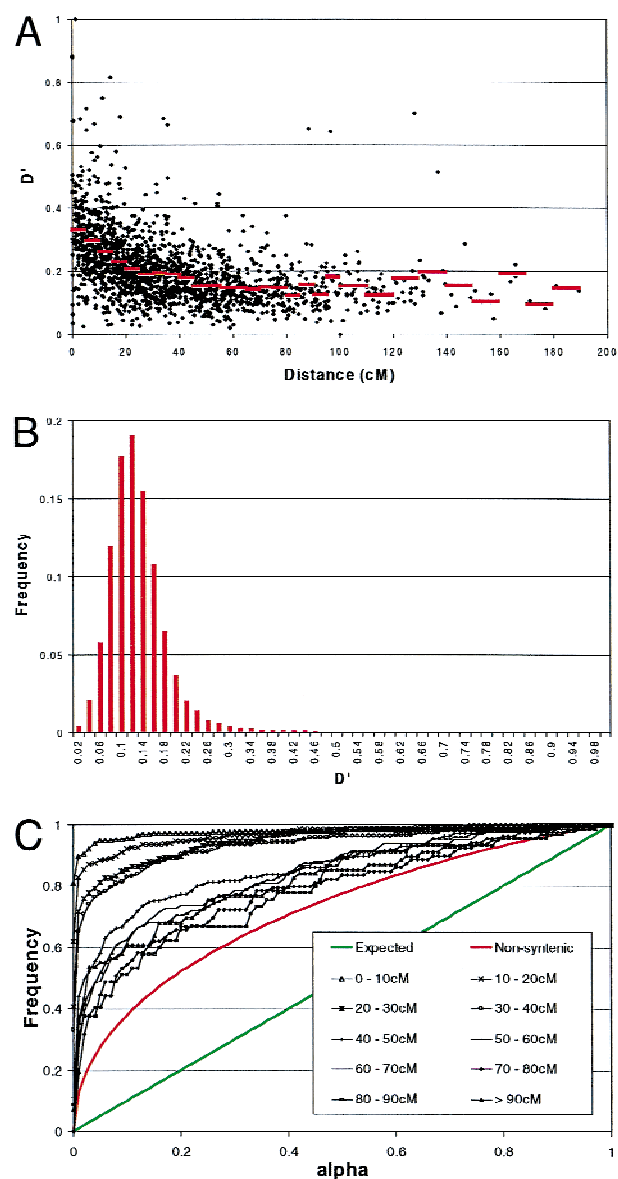 A
1
0.8
0.6
D'
0.4
0.2
0
0 20 40 60 80 100 120 140 160 180 200
Distance (cM)
B
0.2
0.15
Frequency
0.1
0.05
0
0.02 0.06 0.1 0.14 0.18 0.22 0.26 0.3 0.34 0.38 0.42 0.46 0.5 0.54 0.58 0.62 0.66 0.7 0.74 0.78 0.82 0.86 0.9 0.94 0.98
D'
C
1
0.8
0.6
Frequency
0.4
0.2
0
Expected Non-syntenic
0 - 10cM 10 - 20cM
20 - 30cM 30 - 40cM
40 - 50cM 50 - 60cM
60 - 70cM 70 - 80cM
80 - 90cM > 90cM
0 0.2 0.4 0.6 0.8 1
alpha